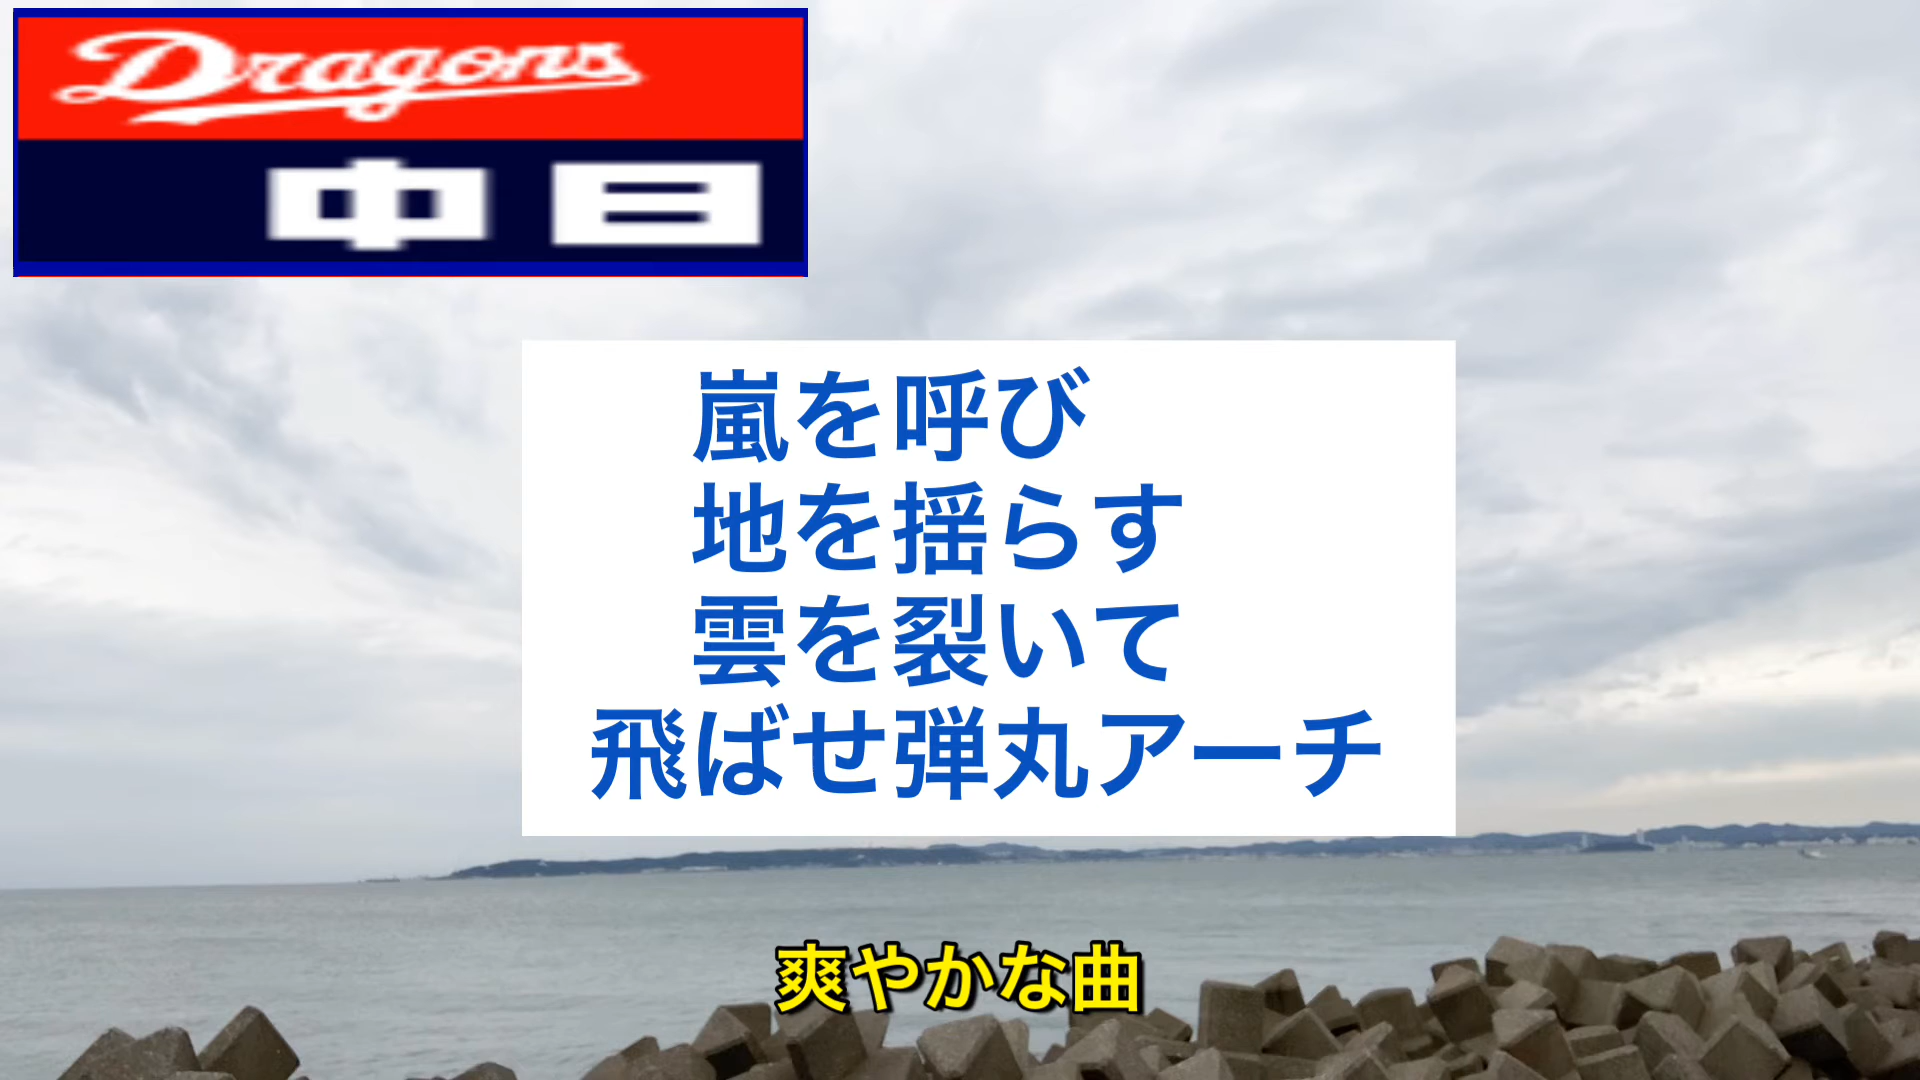 Dragons
中日
嵐を呼び
地を揺らす
雲を裂いて
飛ばせ弾丸アーチ
爽やかな曲